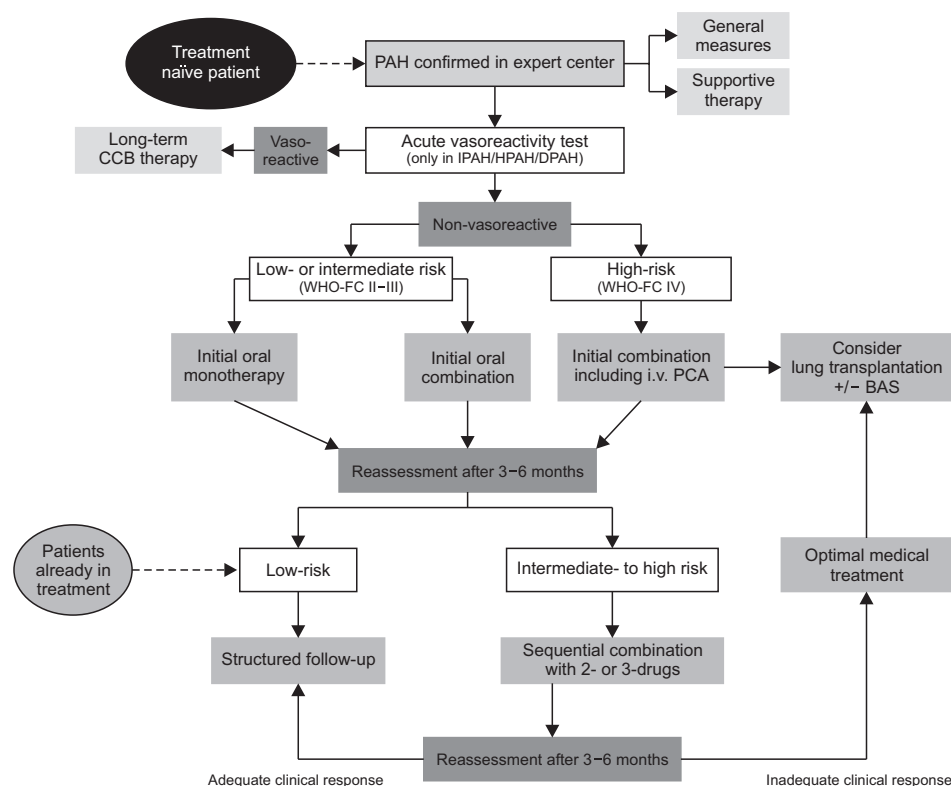 Treatment
naïve patient
PAH confirmed in expert center
General
measures
Supportive
therapy
Long-term
CCB therapy
Vaso-
reactive
Acute vasoreactivity test
(only in IPAH/HPAH/DPAH)
Non-vasoreactive
Low- or intermediate risk
(WHO-FC II−III)
High-risk
(WHO-FC IV)
Initial oral
monotherapy
Initial oral
combination
Initial combination
including i.v. PCA
Consider
lung transplantation
+/− BAS
Reassessment after 3−6 months
Patients
already in
treatment
Low-risk
Intermediate- to high risk
Optimal medical
treatment
Structured follow-up
Sequential combination
with 2- or 3-drugs
Reassessment after 3−6 months
Adequate clinical response
Inadequate clinical response